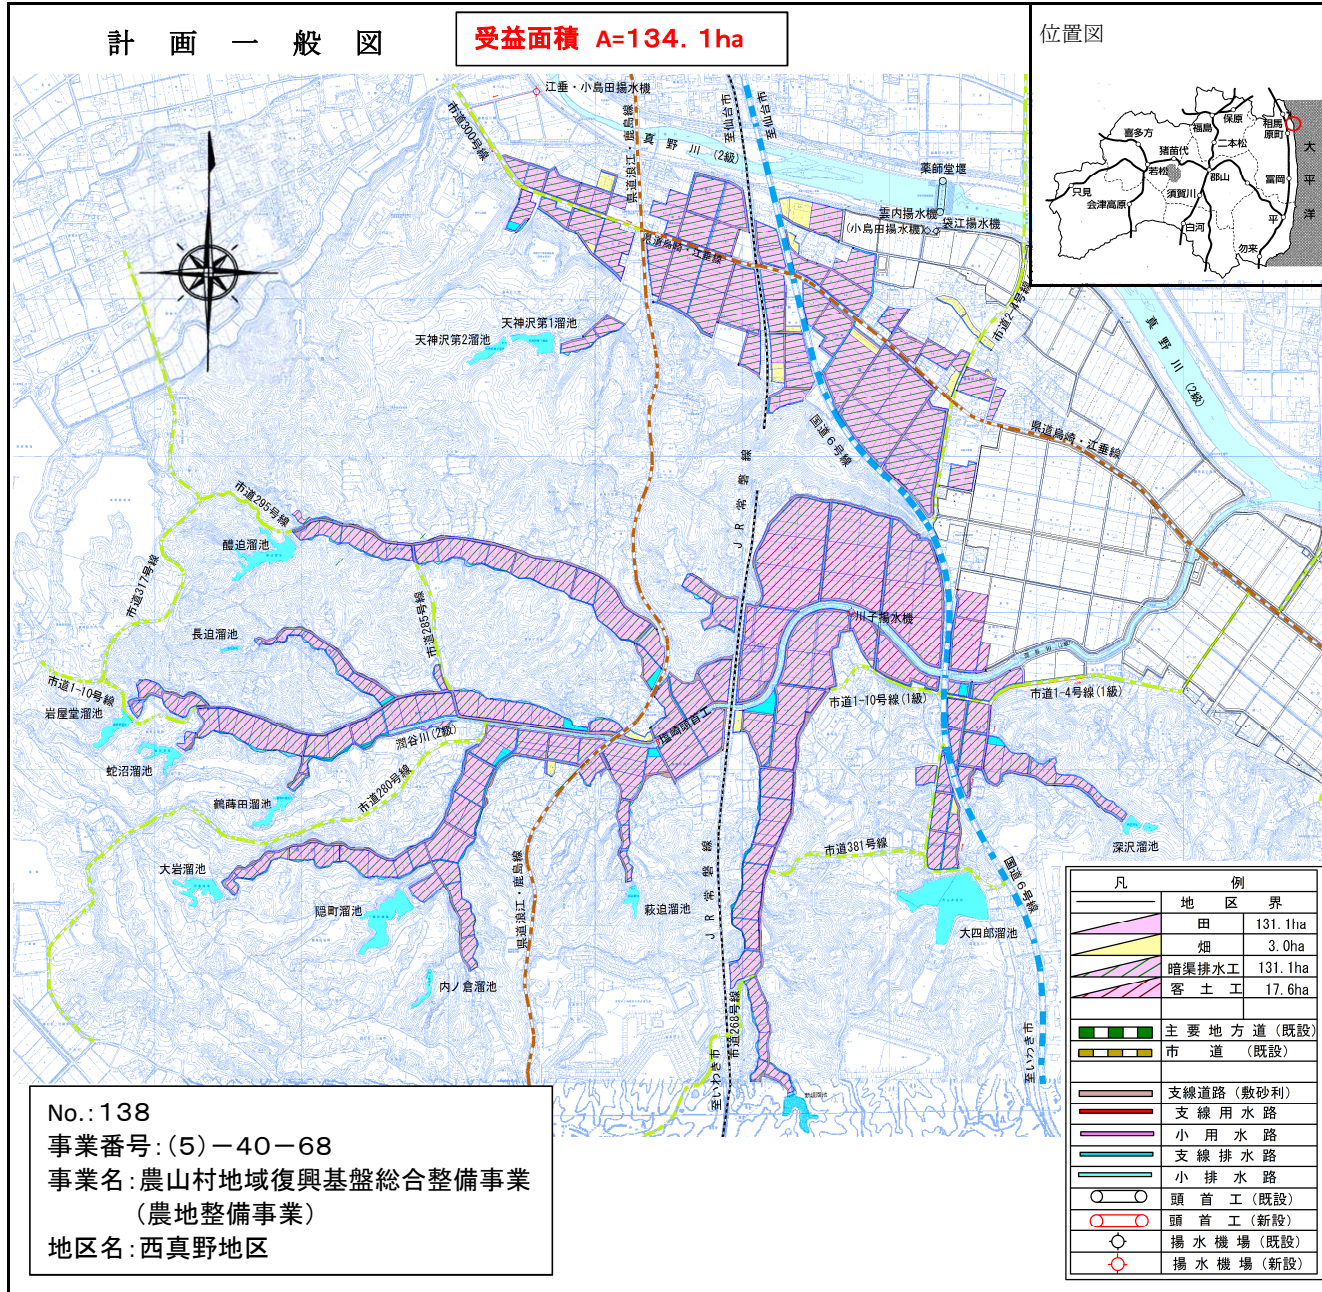 計画一般図
受益面積 A=134.1ha
位置図
喜多方
福島
保原
相馬
原町
二本松
猪苗代
若松
郡山
富岡
只見
会津高原
須賀川
白河
平
勿来
大平洋
江垂・小島田揚水機
市道300号線
県道浪江・鹿島線
至仙台市
至仙台市
真野川(2級)
薬師堂堰
雲内揚水機
(小島田揚水機)
袋江揚水機
県道烏崎・江垂線
市道2-4号線
真野川(2級)
天神沢第1溜池
天神沢第2溜池
国道6号線
県道烏崎・江垂線
JR常磐線
市道295号線
醴迫溜池
市道317号線
市道285号線
長迫溜池
川子揚水機
市道1-10号線
岩屋堂溜池
市道1-10号線(1級)
市道1-4号線(1級)
塩崎頭首工
潤谷川(2級)
蛇沼溜池
鶴蒔田溜池
市道280号線
大岩溜池
隠町溜池
県道浪江・鹿島線
萩迫溜池
JR常磐線
市道381号線
深沢溜池
国道6号線
大四郎溜池
内ノ倉溜池
市道268号線
至いわき市
至いわき市
凡例
地区界
田 131.1ha
畑 3.0ha
暗渠排水工 131.1ha
客土工 17.6ha
主要地方道(既設)
市道(既設)
支線道路(敷砂利)
支線用水路
小用水路
支線排水路
小排水路
頭首工(既設)
頭首工(新設)
揚水機場(既設)
揚水機場(新設)
No.:138
事業番号:(5)-40-68
事業名:農山村地域復興基盤総合整備事業
(農地整備事業)
地区名:西真野地区